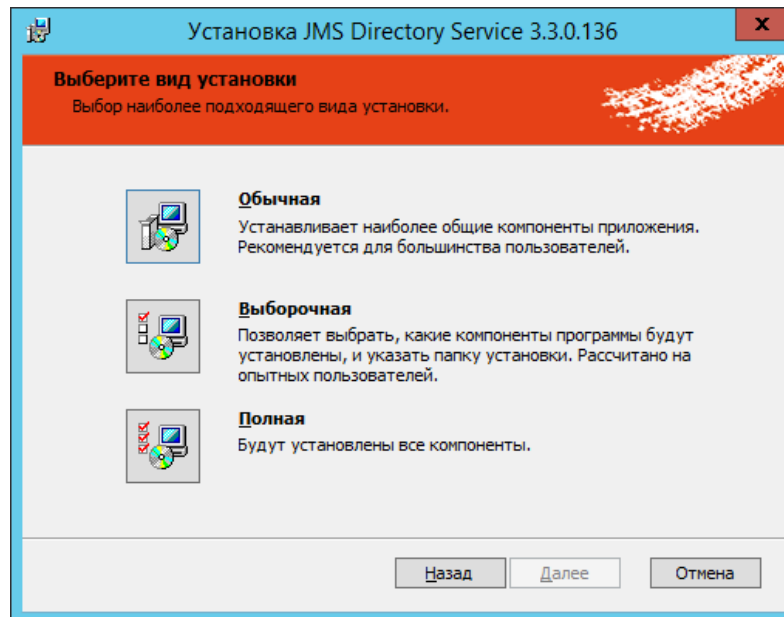 Установка JMS Directory Service 3.3.0.136
x
Выберите вид установки
Выбор наиболее подходящего вида установки.
Обычная
Устанавливает наиболее общие компоненты приложения.
Рекомендуется для большинства пользователей.
Выборочная
Позволяет выбрать, какие компоненты программы будут
установлены, и указать папку установки. Рассчитано на
опытных пользователей.
Полная
Будут установлены все компоненты.
Назад
Далее
Отмена